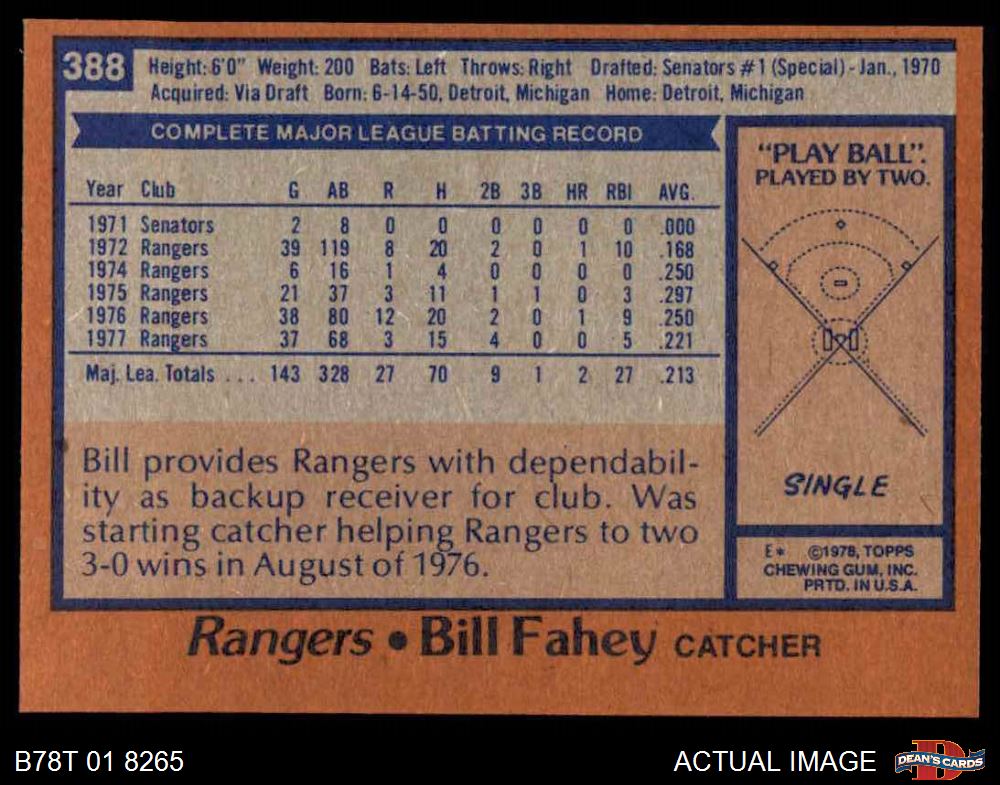 388
Height: 6'0" Weight: 200 Bats: Left Throws: Right Drafted: Senators #1 (Special) - Jan., 1970
Acquired: Via Draft Born: 6-14-50, Detroit, Michigan Home: Detroit, Michigan
COMPLETE MAJOR LEAGUE BATTING RECORD
Year Club G AB R H 2B 3B HR RBI AVG.
1971 Senators 2 8 0 0 0 0 0 0 .000
1972 Rangers 39 119 8 20 2 0 1 10 .168
1974 Rangers 6 16 1 4 0 0 0 0 .250
1975 Rangers 21 37 3 11 1 1 0 3 .297
1976 Rangers 38 80 12 20 2 0 1 9 .250
1977 Rangers 37 68 3 15 4 0 0 5 .221
Maj. Lea. Totals . . . 143 328 27 70 9 1 2 27 .213
Bill provides Rangers with dependabil-
ity as backup receiver for club. Was
starting catcher helping Rangers to two
3-0 wins in August of 1976.
"PLAY BALL".
PLAYED BY TWO.
SINGLE
E* ©1978, TOPPS
CHEWING GUM, INC.
PRTD. IN U.S.A.
Rangers • Bill Fahey CATCHER
B78T 01 8265
ACTUAL IMAGE
D
DEAN'S CARDS